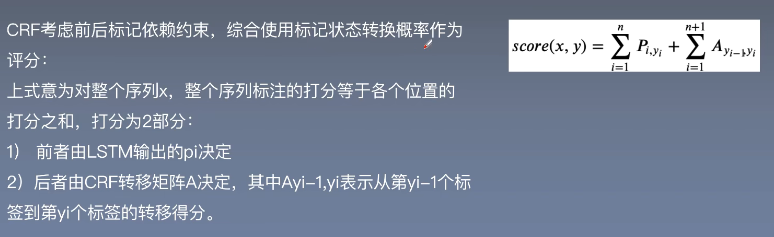 CRF考虑前后标记依赖约束，综合使用标记状态转换概率作为
评分：
上式意为对整个序列x，整个序列标注的打分等于各个位置的
打分之和，打分为2部分：
1） 前者由LSTM输出的pi决定
2）后者由CRF转移矩阵A决定，其中Ayi-1,yi表示从第yi-1个标
签到第yi个标签的转移得分。
score(x, y) = ∑_{i=1}^{n} P_{i,y_i} + ∑_{i=1}^{n+1} A_{y_{i-1},y_i}